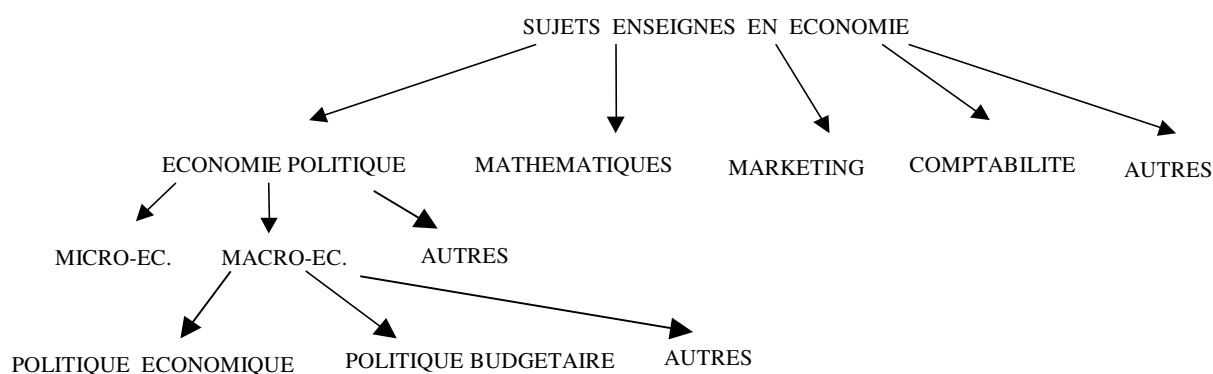 SUJETS ENSEIGNES EN ECONOMIE
ECONOMIE POLITIQUE MATHEMATIQUES MARKETING COMPTABILITE AUTRES
MICRO-EC. MACRO-EC. AUTRES
POLITIQUE ECONOMIQUE POLITIQUE BUDGETAIRE AUTRES